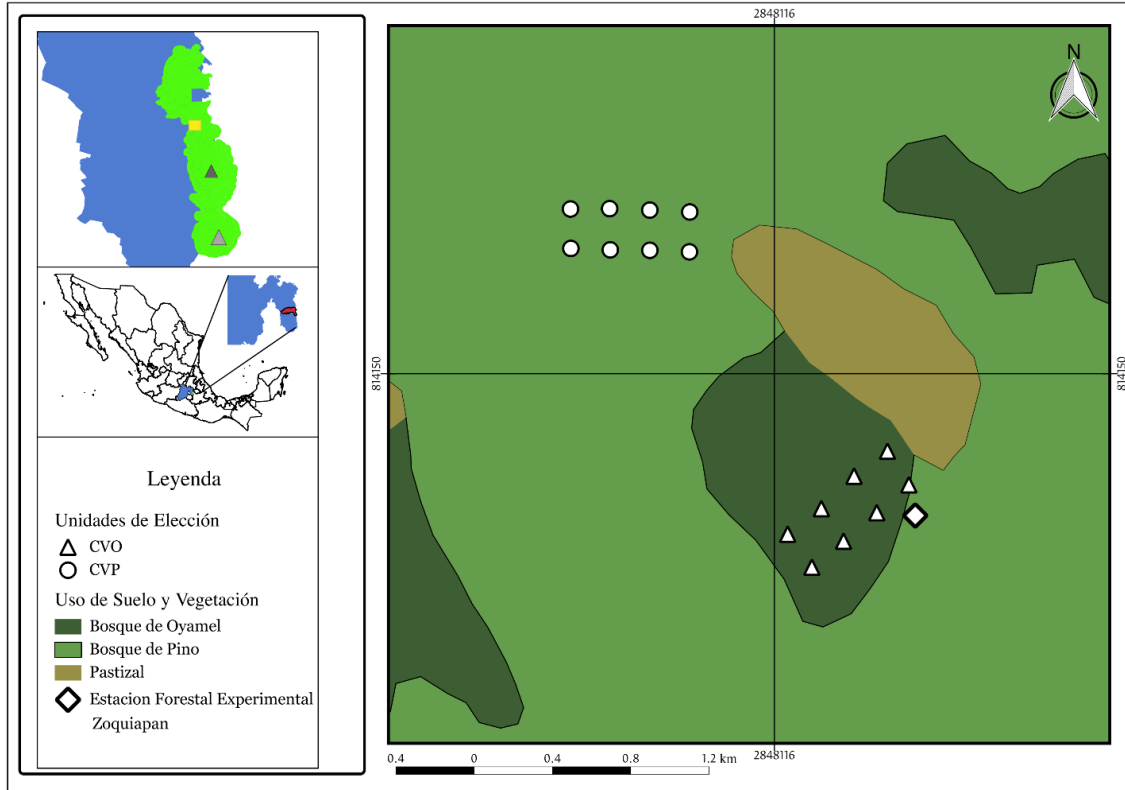 Leyenda
Unidades de Elección
CVO
CVP
Uso de Suelo y Vegetación
Bosque de Oyamel
Bosque de Pino
Pastizal
Estacion Forestal Experimental
Zoquiapan
2848116
N
814150
814150
2848116
0.4 0 0.4 0.8 1.2 km